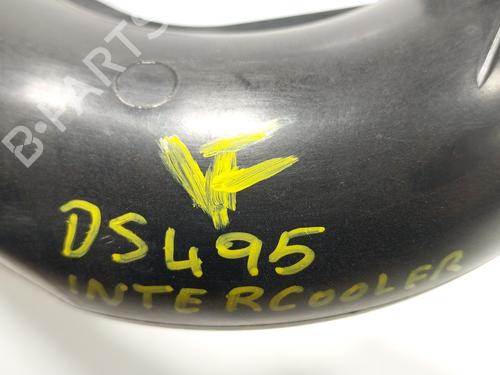 B-PARTS
VF
DS495
INTERCOOLER